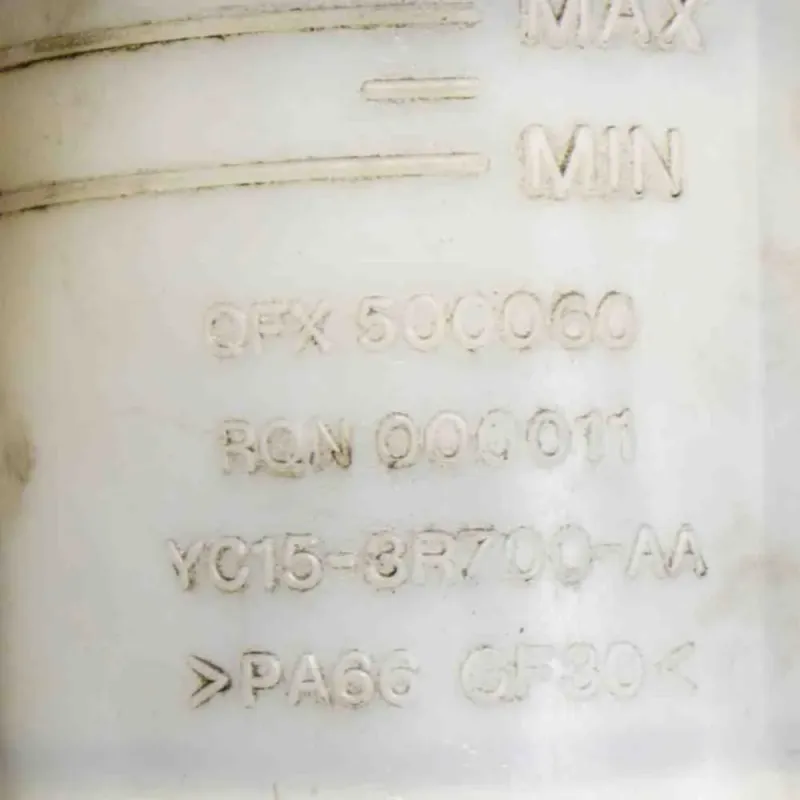 MAX
MIN
QFX 500060
RQN 000011
YC15-3R700-AA
>PA66 GF30<